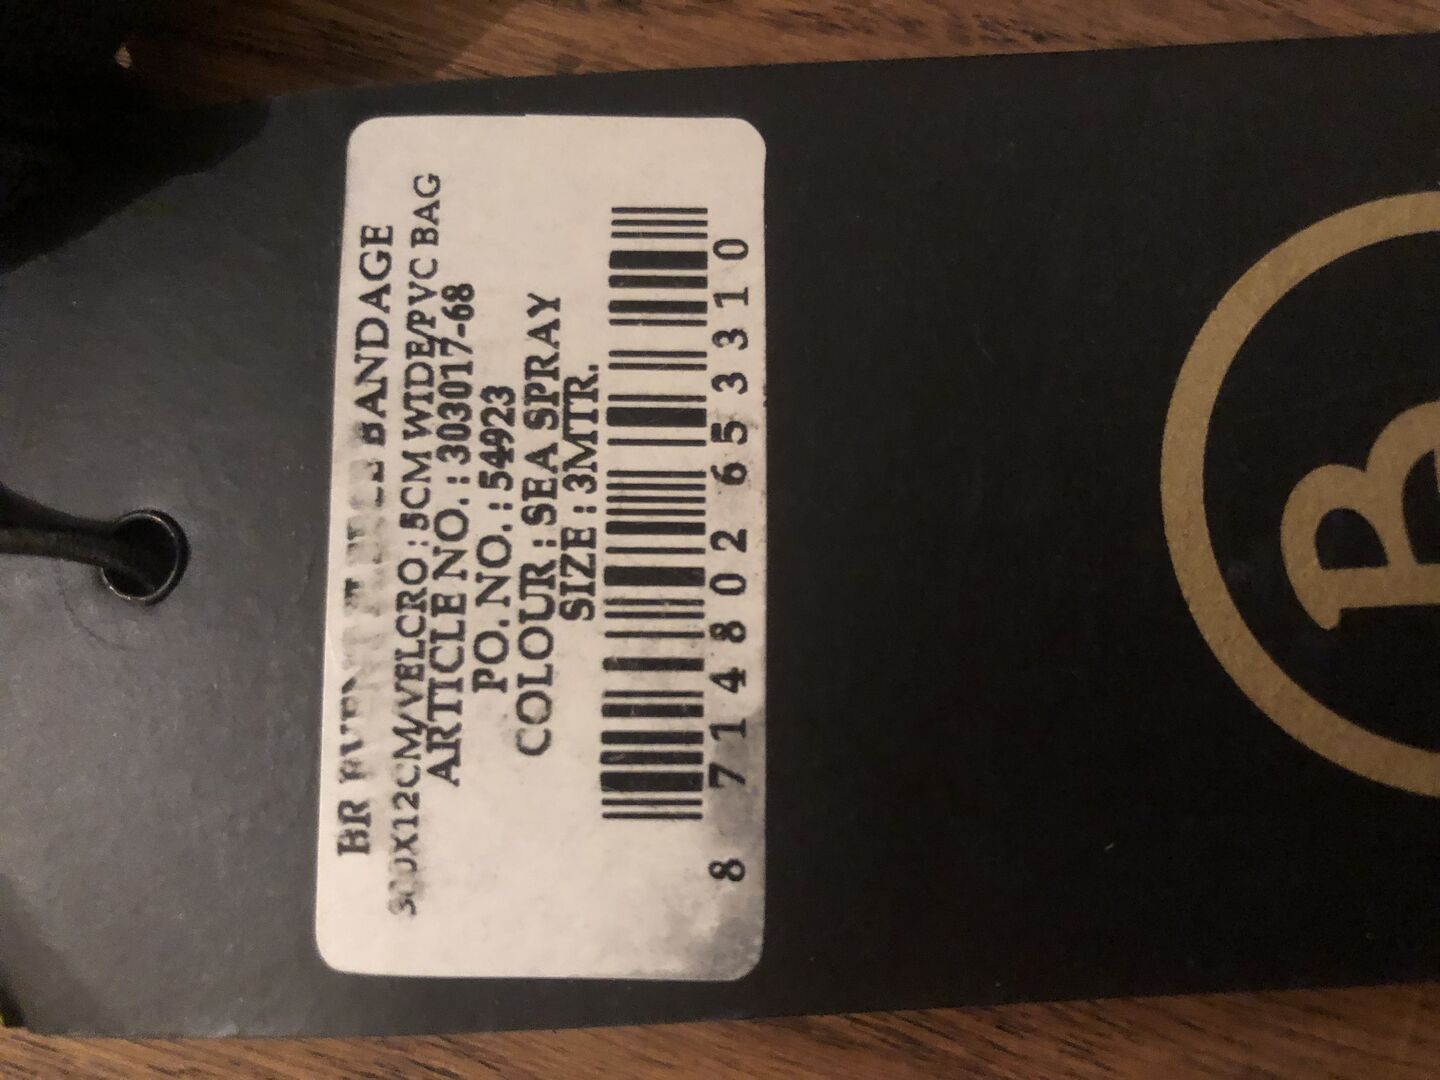 BR BANDAGE
300X12CM/VELCRO : 5CM WIDE/PVC BAG
ARTICLE NO. : 303017-68
PO. NO. : 54923
COLOUR : SEA SPRAY
SIZE : 3MTR.
8 714802 653310
B